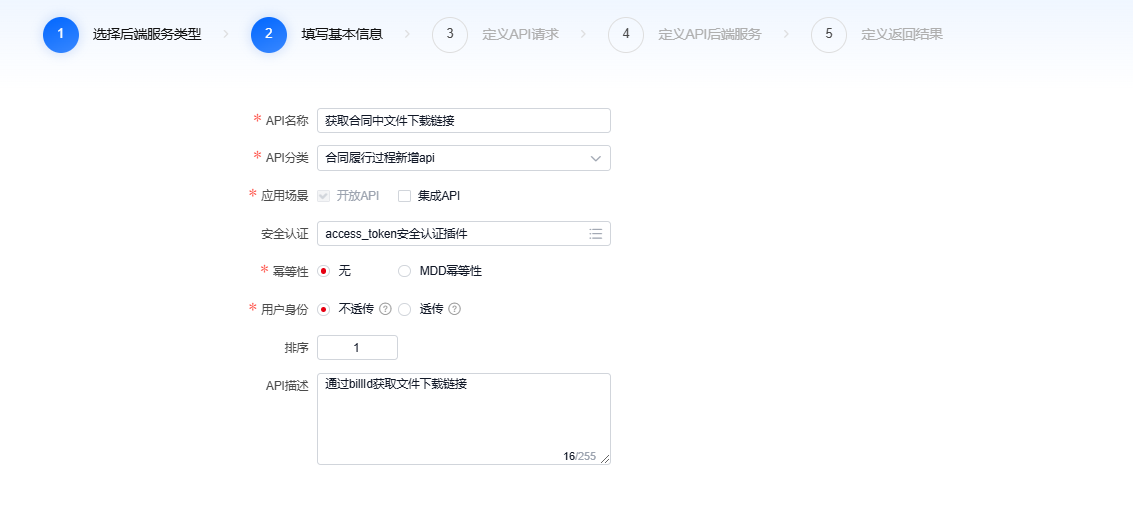 1 选择后端服务类型 2 填写基本信息 3 定义API请求 4 定义API后端服务 5 定义返回结果
* API名称 获取合同中文件下载链接
* API分类 合同履行过程新增api
* 应用场景 开放API 集成API
安全认证 access_token安全认证插件
* 幂等性 无 MDD幂等性
* 用户身份 不透传 ? 透传 ?
排序 1
API描述 通过billId获取文件下载链接
16/255